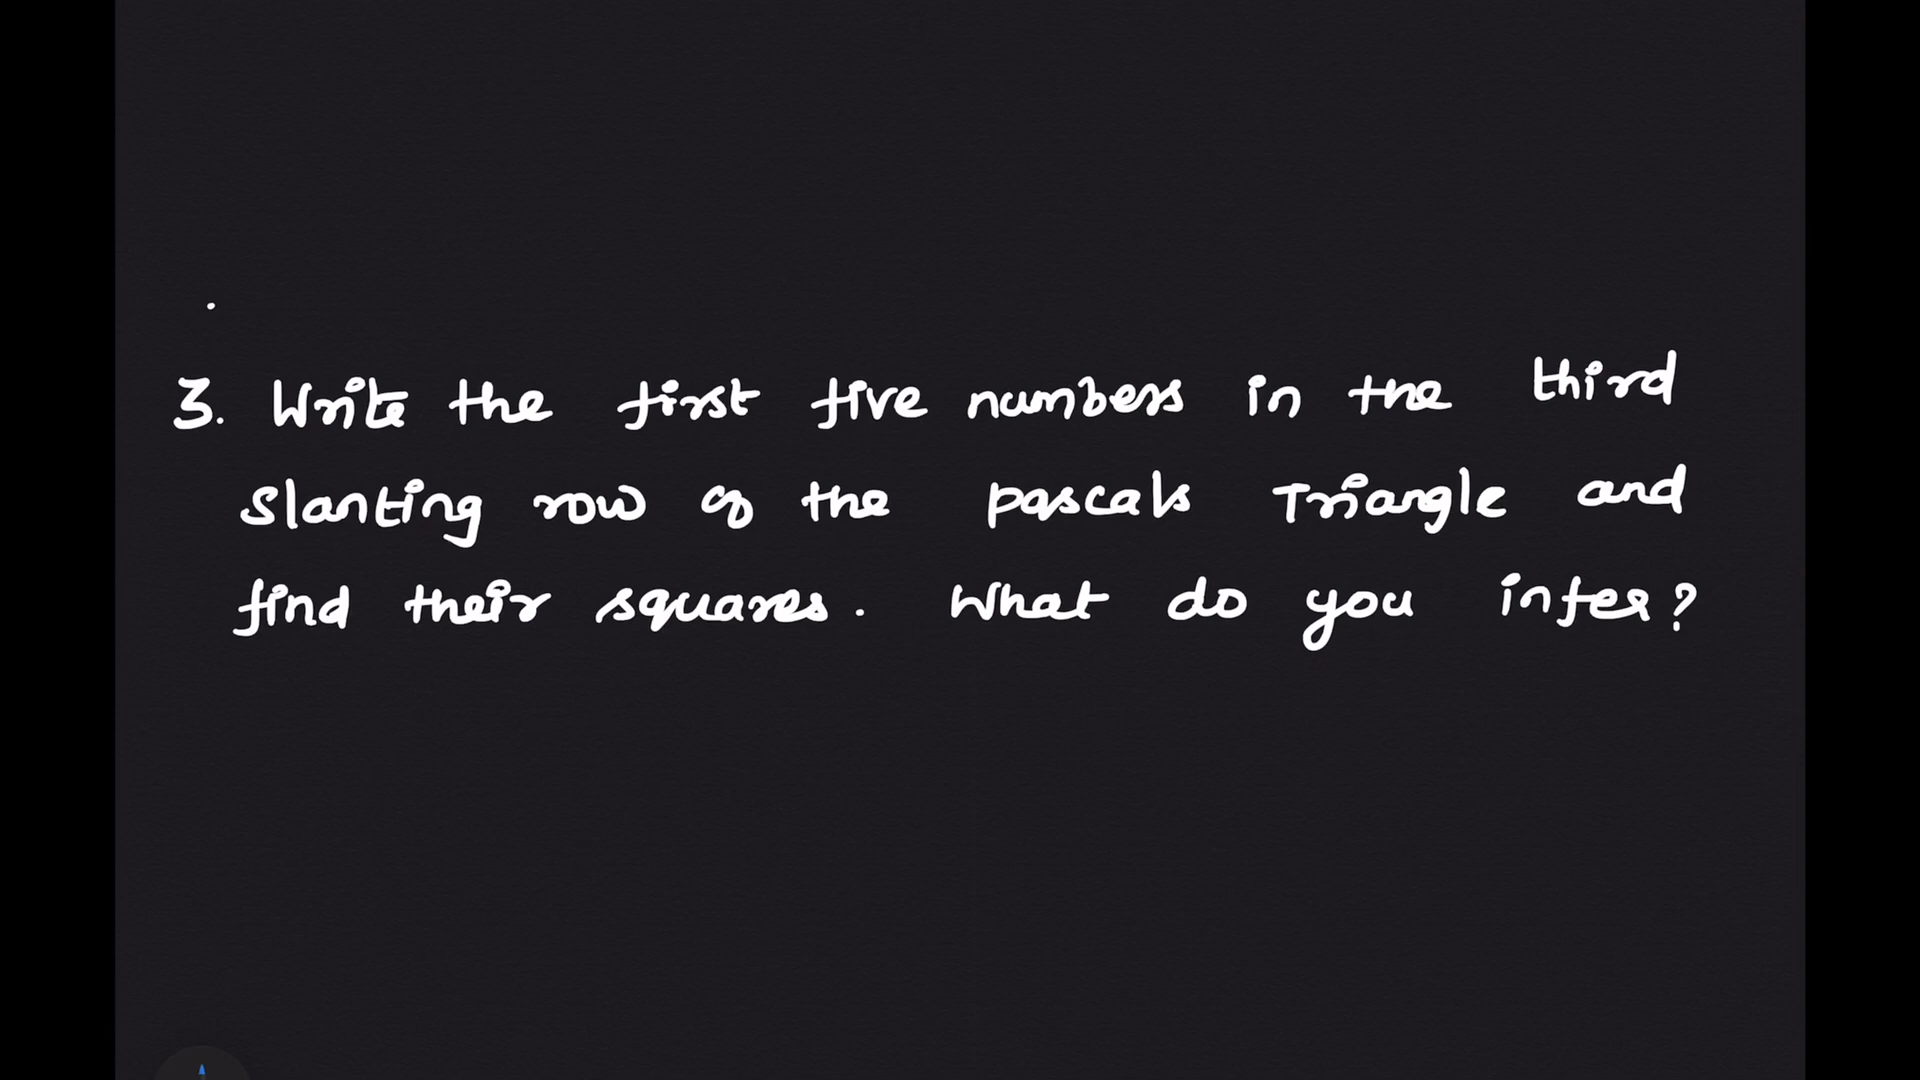 3. Write the first five numbers in the third
slanting row of the pascals Triangle and
find their squares. What do you infer?